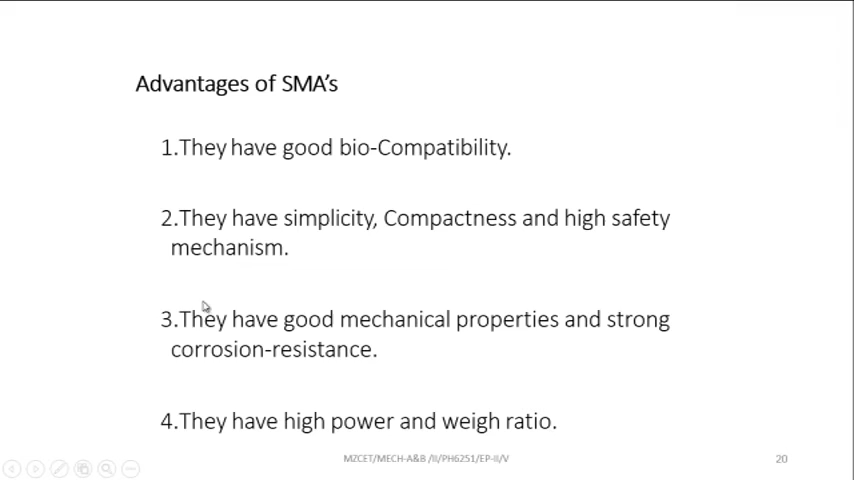 Advantages of SMA's
1.They have good bio-Compatibility.
2.They have simplicity, Compactness and high safety
mechanism.
3.They have good mechanical properties and strong
corrosion-resistance.
4.They have high power and weigh ratio.
MZCET/MECH-A&B /II/PH6251/EP-II/V
20